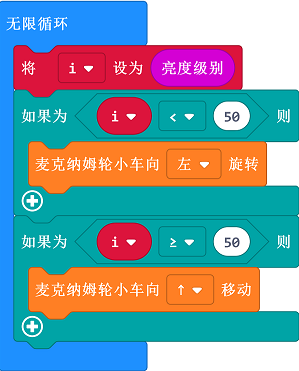 无限循环
将 i 设为 亮度级别
如果为 i < 50 则
麦克纳姆轮小车向 左 旋转
如果为 i ≥ 50 则
麦克纳姆轮小车向 ↑ 移动